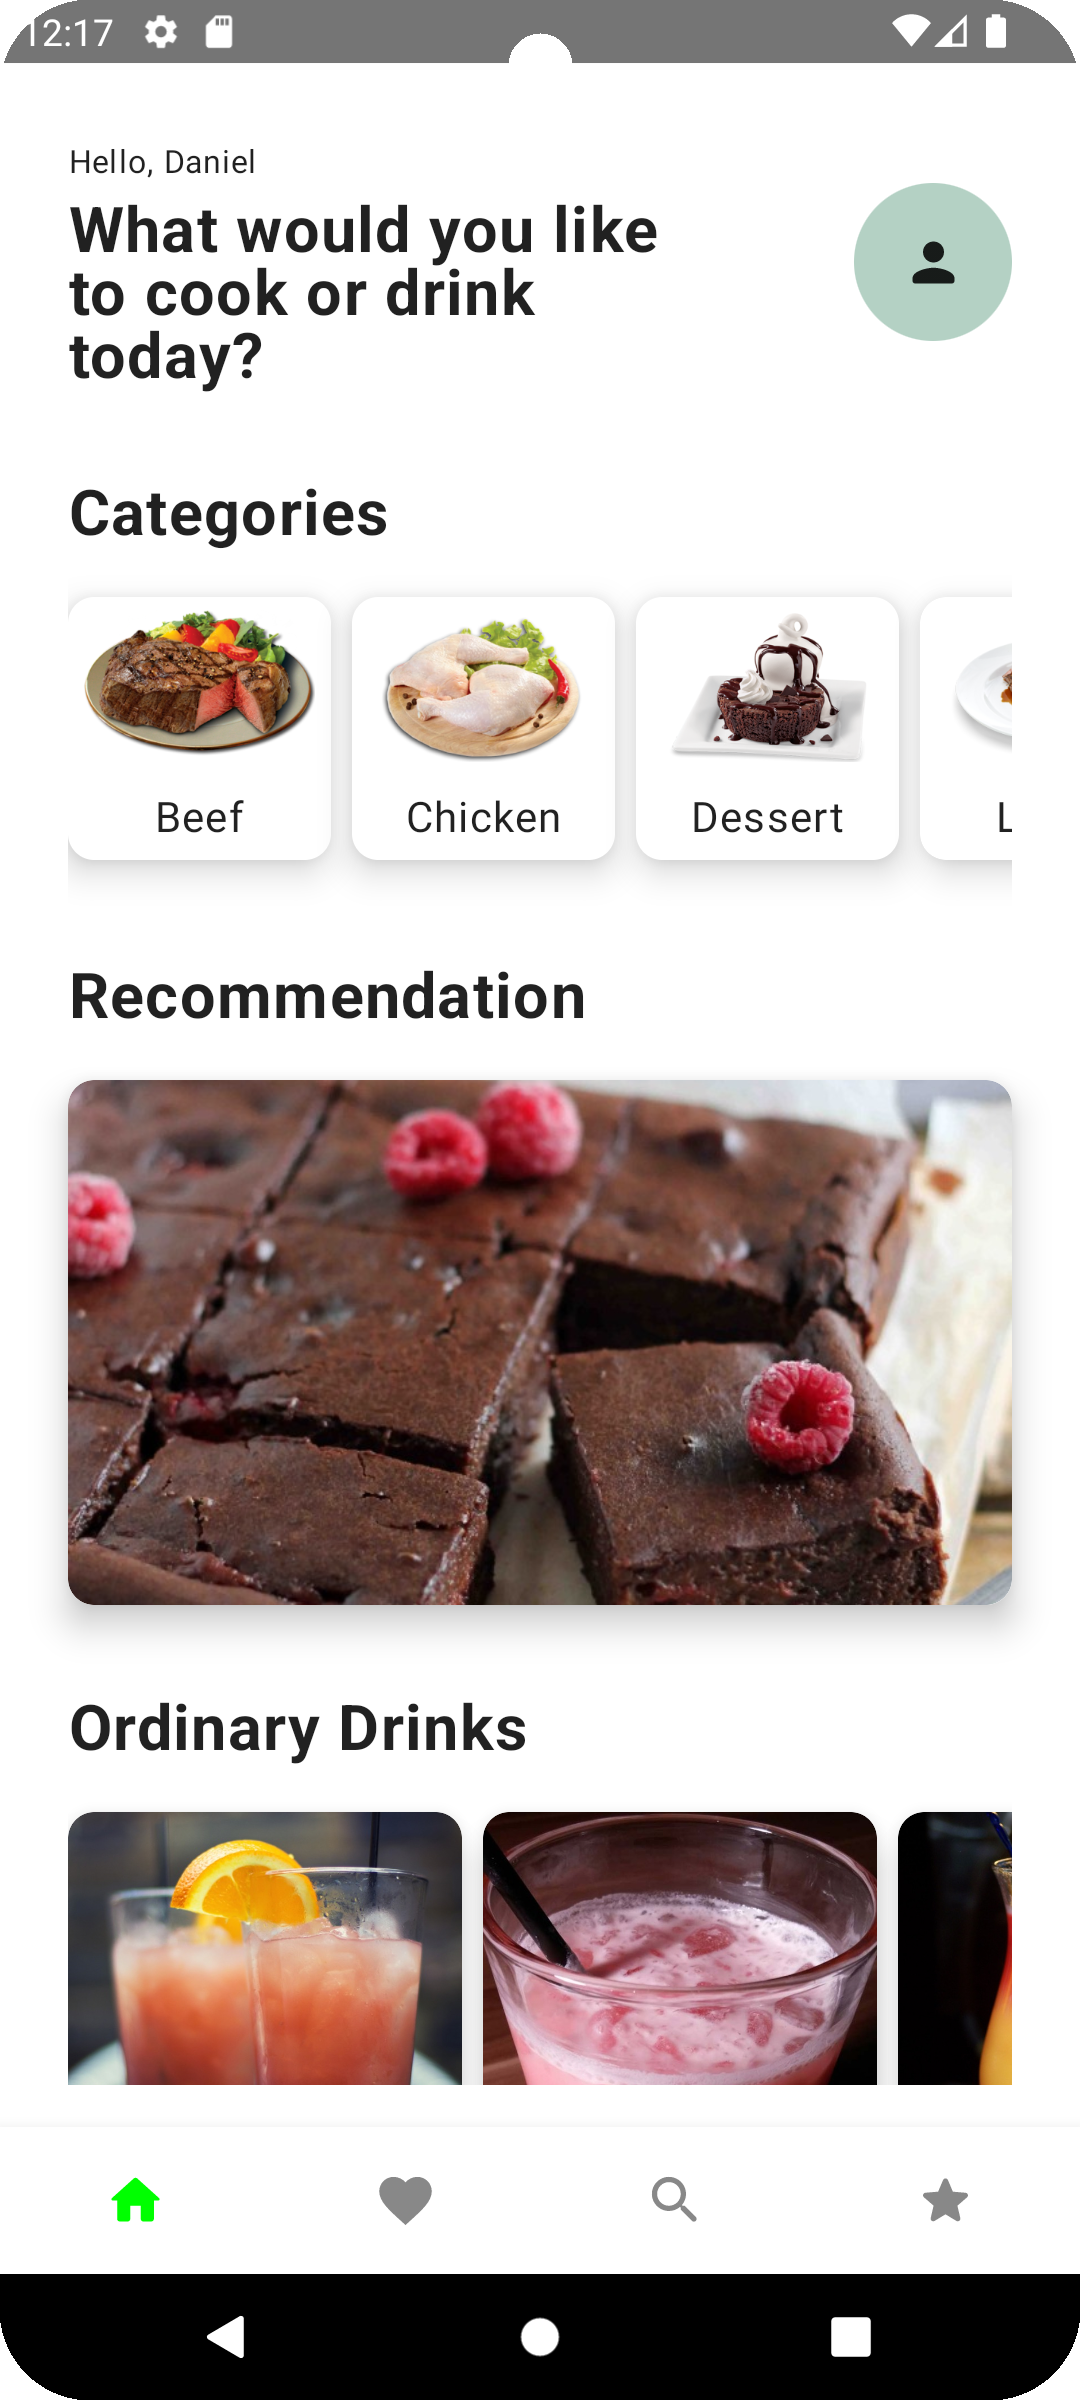 12:17
Hello, Daniel
What would you like
to cook or drink
today?
Categories
Beef
Chicken
Dessert
L
Recommendation
Ordinary Drinks